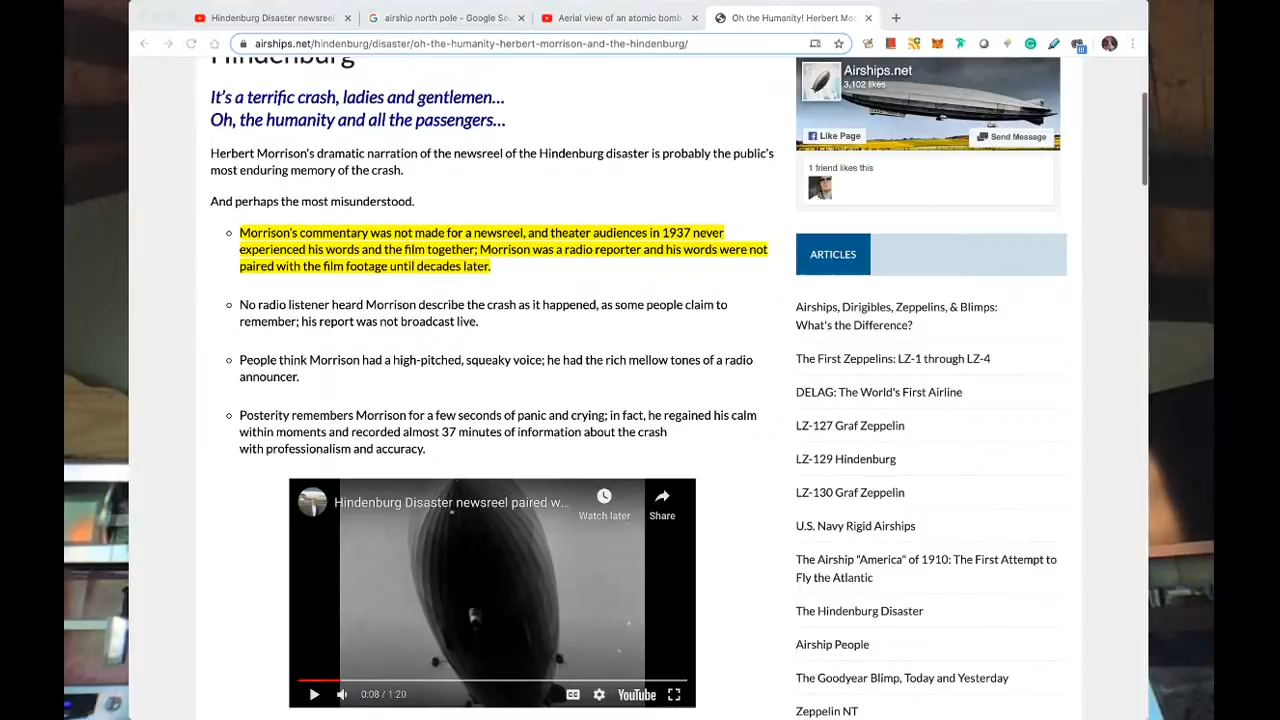 Hindenburg Disaster newsreel
airship north pole - Google Se
Aerial view of an atomic bomb
Oh the Humanity! Herbert Mor
airships.net/hindenburg/disaster/oh-the-humanity-herbert-morrison-and-the-hindenburg/
Hindenburg
It's a terrific crash, ladies and gentlemen...
Oh, the humanity and all the passengers...
Herbert Morrison's dramatic narration of the newsreel of the Hindenburg disaster is probably the public's
most enduring memory of the crash.
And perhaps the most misunderstood.
Morrison's commentary was not made for a newsreel, and theater audiences in 1937 never
experienced his words and the film together; Morrison was a radio reporter and his words were not
paired with the film footage until decades later.
No radio listener heard Morrison describe the crash as it happened, as some people claim to
remember; his report was not broadcast live.
People think Morrison had a high-pitched, squeaky voice; he had the rich mellow tones of a radio
announcer.
Posterity remembers Morrison for a few seconds of panic and crying; in fact, he regained his calm
within moments and recorded almost 37 minutes of information about the crash
with professionalism and accuracy.
Hindenburg Disaster newsreel paired w...
Watch later
Share
0:08 / 1:20
CC
YouTube
Airships.net
3,102 likes
Like Page
Send Message
1 friend likes this
ARTICLES
Airships, Dirigibles, Zeppelins, & Blimps:
What's the Difference?
The First Zeppelins: LZ-1 through LZ-4
DELAG: The World's First Airline
LZ-127 Graf Zeppelin
LZ-129 Hindenburg
LZ-130 Graf Zeppelin
U.S. Navy Rigid Airships
The Airship "America" of 1910: The First Attempt to
Fly the Atlantic
The Hindenburg Disaster
Airship People
The Goodyear Blimp, Today and Yesterday
Zeppelin NT